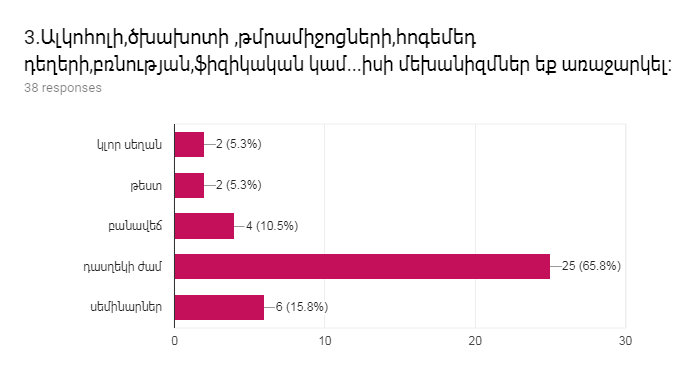 3.Ալկոհոլի,ծխախոտի ,թմրամիջոցների,հոգեմեդ
դեղերի,բռնության,ֆիզիկական կամ...իսի մեխանիզմներ եք առաջարկել:
38 responses
կլոր սեղան 2 (5.3%)
թեստ 2 (5.3%)
բանավեճ 4 (10.5%)
դասղեկի ժամ 25 (65.8%)
սեմինարներ 6 (15.8%)
0 10 20 30